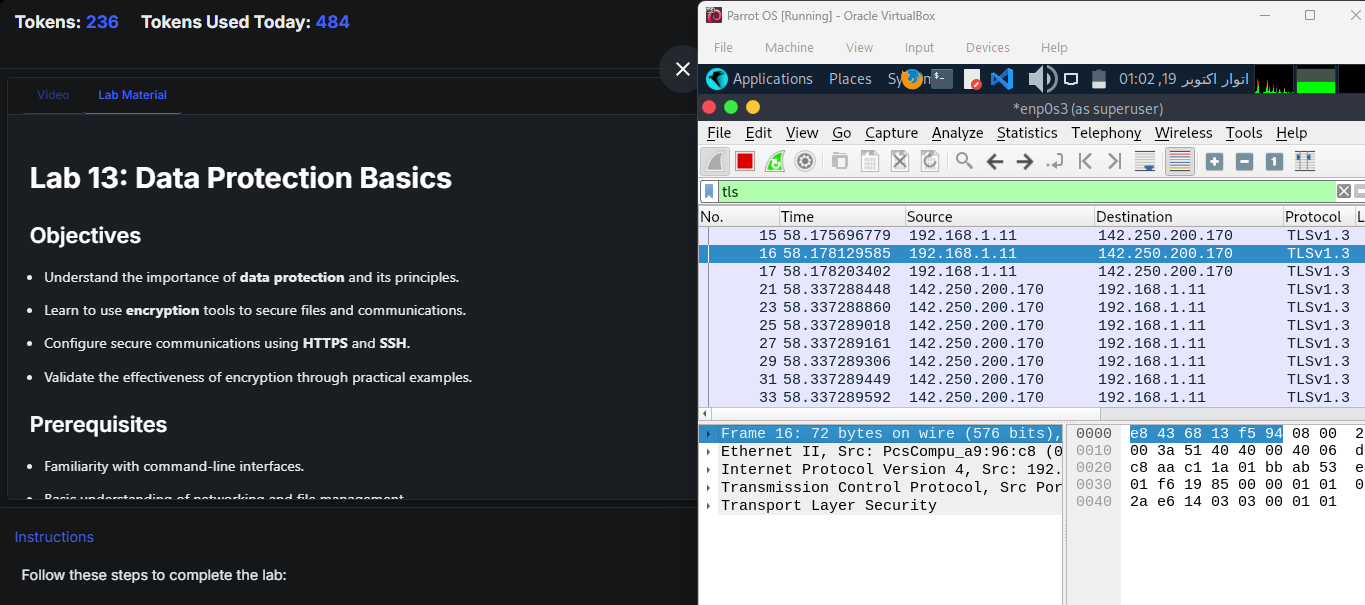 Tokens: 236 Tokens Used Today: 484
Video Lab Material
Lab 13: Data Protection Basics
Objectives
Understand the importance of data protection and its principles.
Learn to use encryption tools to secure files and communications.
Configure secure communications using HTTPS and SSH.
Validate the effectiveness of encryption through practical examples.
Prerequisites
Familiarity with command-line interfaces.
Basic understanding of networking and file management
Instructions
Follow these steps to complete the lab:
Parrot OS [Running] - Oracle VirtualBox
File Machine View Input Devices Help
Applications Places اتوار اکتوبر 19, 01:02
*enp0s3 (as superuser)
File Edit View Go Capture Analyze Statistics Telephony Wireless Tools Help
tls
No. Time Source Destination Protocol L
15 58.175696779 192.168.1.11 142.250.200.170 TLSv1.3
16 58.178129585 192.168.1.11 142.250.200.170 TLSv1.3
17 58.178203402 192.168.1.11 142.250.200.170 TLSv1.3
21 58.337288448 142.250.200.170 192.168.1.11 TLSv1.3
23 58.337288860 142.250.200.170 192.168.1.11 TLSv1.3
25 58.337289018 142.250.200.170 192.168.1.11 TLSv1.3
27 58.337289161 142.250.200.170 192.168.1.11 TLSv1.3
29 58.337289306 142.250.200.170 192.168.1.11 TLSv1.3
31 58.337289449 142.250.200.170 192.168.1.11 TLSv1.3
33 58.337289592 142.250.200.170 192.168.1.11 TLSv1.3
Frame 16: 72 bytes on wire (576 bits),
Ethernet II, Src: PcsCompu_a9:96:c8 (0
Internet Protocol Version 4, Src: 192.
Transmission Control Protocol, Src Por
Transport Layer Security
0000 e8 43 68 13 f5 94 08 00 2
0010 00 3a 51 40 40 00 40 06 d
0020 c8 aa c1 1a 01 bb ab 53 e
0030 01 f6 19 85 00 00 01 01 0
0040 2a e6 14 03 03 00 01 01